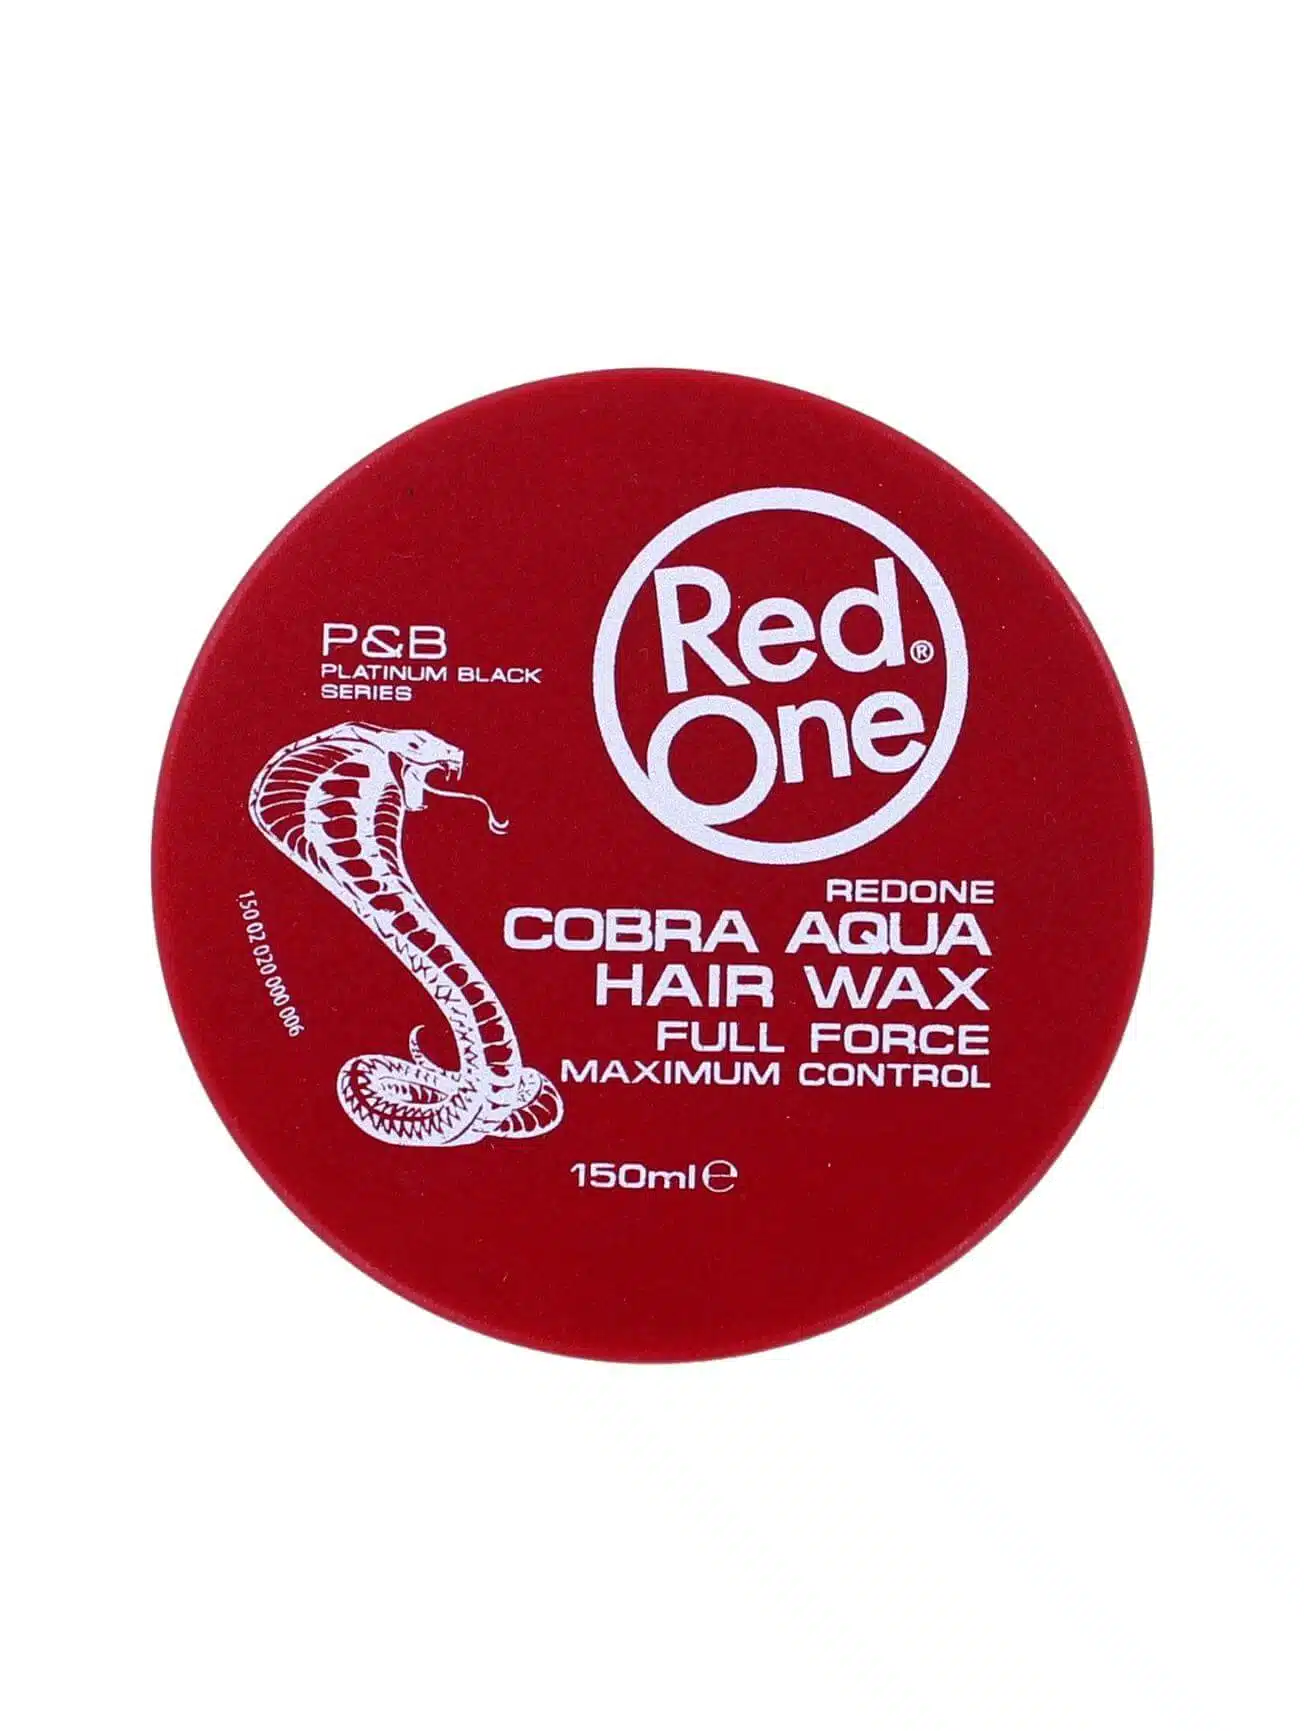 P&B
PLATINUM BLACK
SERIES
Red
One®
REDONE
COBRA AQUA
HAIR WAX
FULL FORCE
MAXIMUM CONTROL
150 02 020 000 006
150ml℮